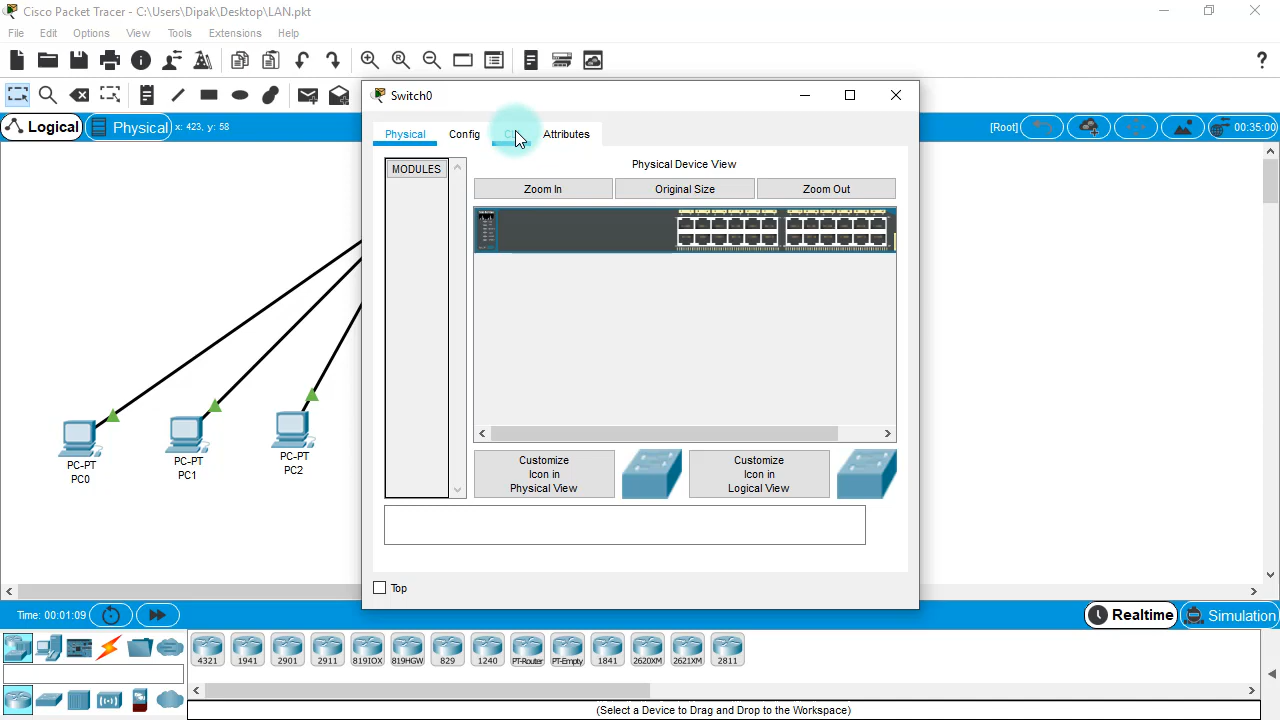 Cisco Packet Tracer - C:\Users\Dipak\Desktop\LAN.pkt
File Edit Options View Tools Extensions Help
Logical
Physical
x: 423, y: 58
[Root]
00:35:00
Switch0
Physical
Config
Attributes
MODULES
Physical Device View
Zoom In
Original Size
Zoom Out
Customize
Icon in
Physical View
Customize
Icon in
Logical View
Top
PC-PT
PC0
PC-PT
PC1
PC-PT
PC2
Time: 00:01:09
Realtime
Simulation
4321
1941
2901
2911
819IOX
819HGW
829
1240
PT-Router
PT-Empty
1841
2620XM
2621XM
2811
(Select a Device to Drag and Drop to the Workspace)